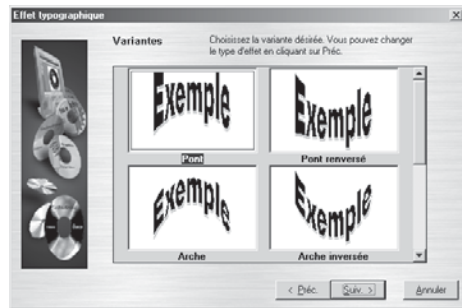 Effet typographique
Variantes
Choisissez la variante désirée. Vous pouvez changer
le type d'effet en cliquant sur Préc.
Exemple
Exemple
Pont
Pont renversé
Exemple
Exemple
Arche
Arche inversée
< Préc.
Suiv. >
Annuler